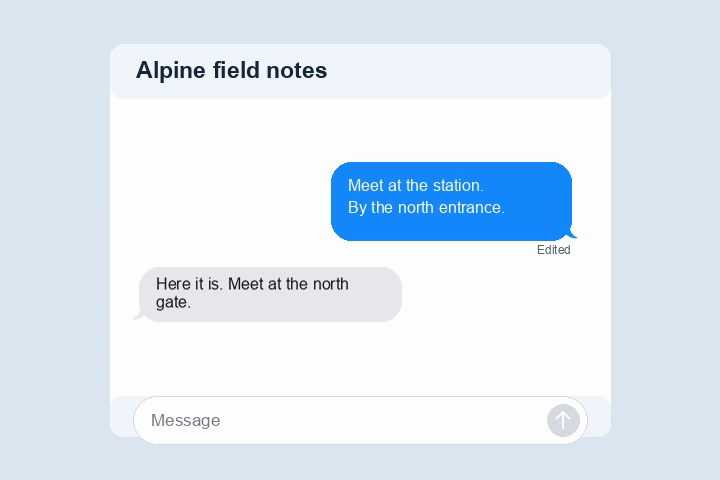 Alpine field notes
Meet at the station.
By the north entrance.
Edited
Here it is. Meet at the north
gate.
Message